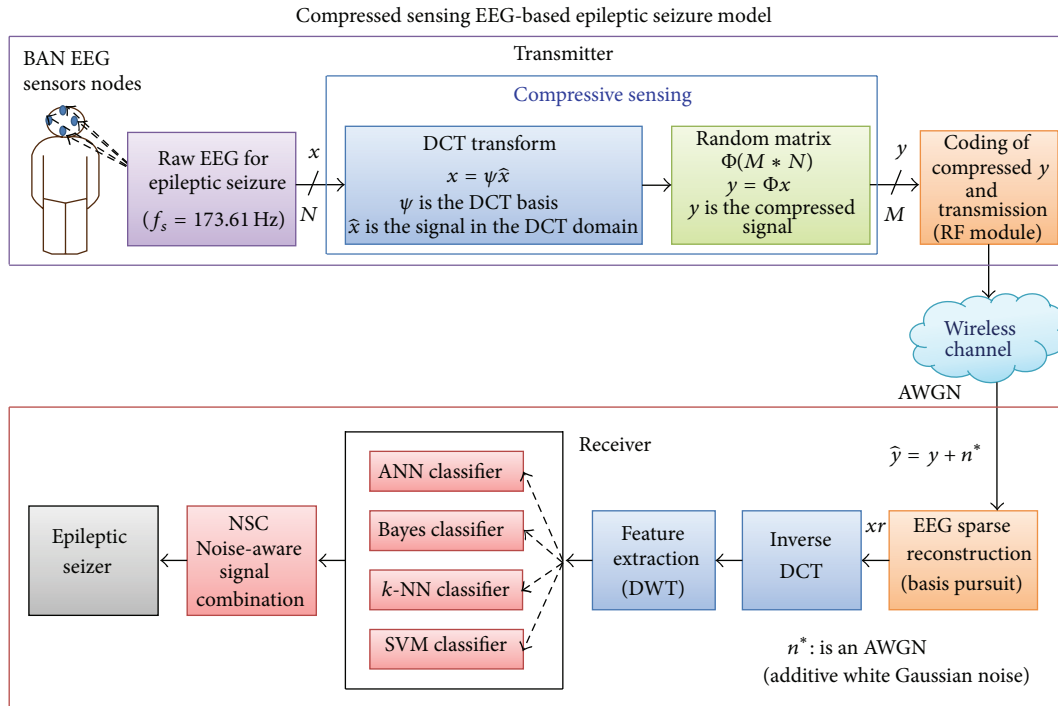 Compressed sensing EEG-based epileptic seizure model
BAN EEG
sensors nodes
Transmitter
Compressive sensing
Raw EEG for
epileptic seizure
(f_s = 173.61 Hz)
x
N
DCT transform
x = ψx̂
ψ is the DCT basis
x̂ is the signal in the DCT domain
Random matrix
Φ(M * N)
y = Φx
y is the compressed
signal
y
M
Coding of
compressed y
and
transmission
(RF module)
Wireless
channel
AWGN
Receiver
ŷ = y + n*
EEG sparse
reconstruction
(basis pursuit)
xr
Inverse
DCT
Feature
extraction
(DWT)
ANN classifier
Bayes classifier
k-NN classifier
SVM classifier
NSC
Noise-aware
signal
combination
Epileptic
seizer
n*: is an AWGN
(additive white Gaussian noise)